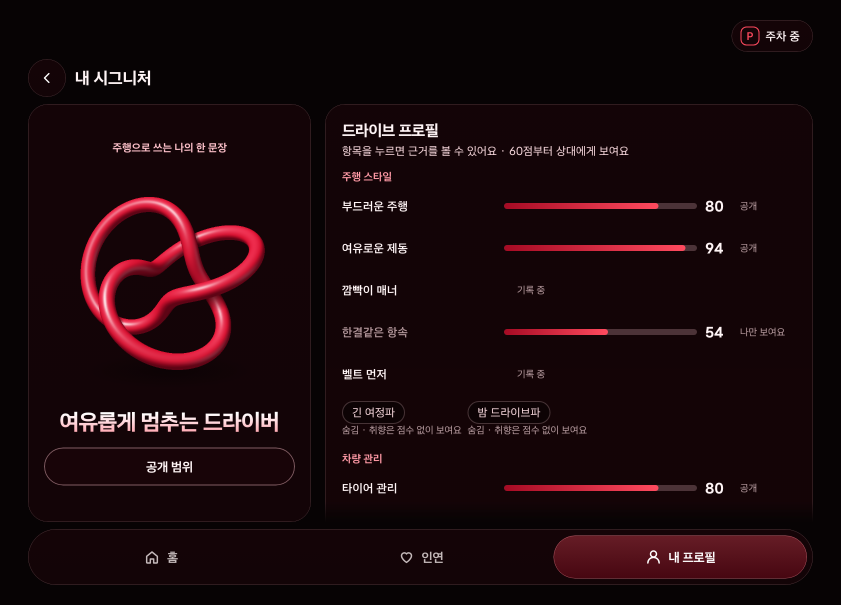 P 주차 중
내 시그니처
주행으로 쓰는 나의 한 문장
여유롭게 멈추는 드라이버
공개 범위
드라이브 프로필
항목을 누르면 근거를 볼 수 있어요 · 60점부터 상대에게 보여요
주행 스타일
부드러운 주행 80 공개
여유로운 제동 94 공개
깜빡이 매너 기록 중
한결같은 항속 54 나만 보여요
벨트 먼저 기록 중
긴 여정파 밤 드라이브파
숨김 · 취향은 점수 없이 보여요 숨김 · 취향은 점수 없이 보여요
차량 관리
타이어 관리 80 공개
홈 인연 내 프로필